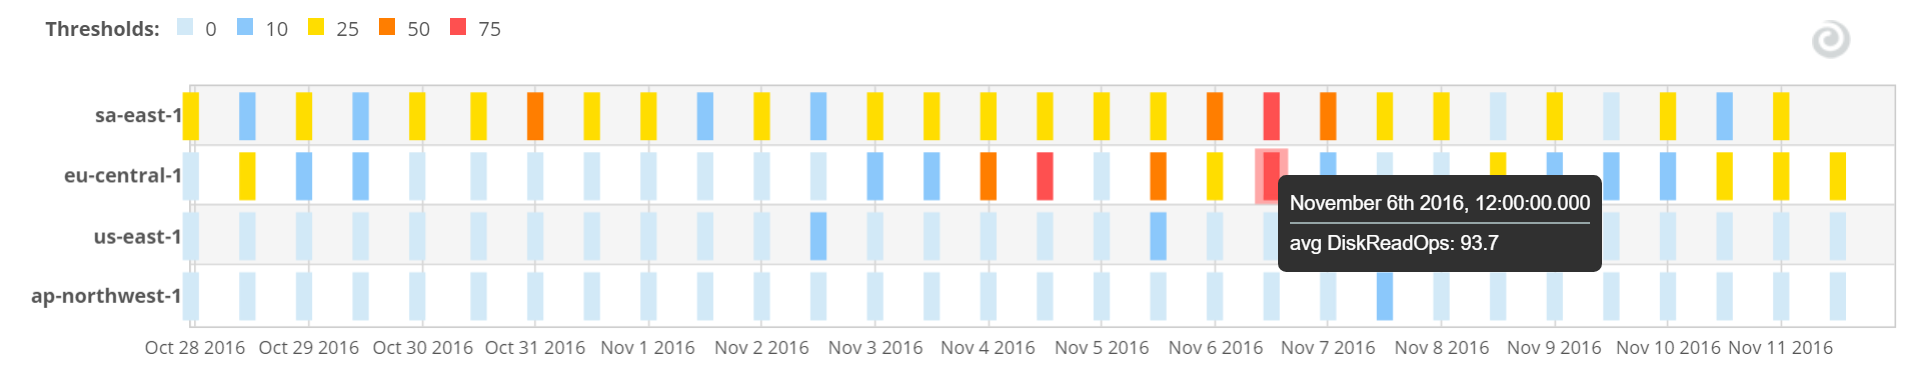 Thresholds: 0 10 25 50 75
sa-east-1
eu-central-1
November 6th 2016, 12:00:00.000
avg DiskReadOps: 93.7
us-east-1
ap-northwest-1
Oct 28 2016 Oct 29 2016 Oct 30 2016 Oct 31 2016 Nov 1 2016 Nov 2 2016 Nov 3 2016 Nov 4 2016 Nov 5 2016 Nov 6 2016 Nov 7 2016 Nov 8 2016 Nov 9 2016 Nov 10 2016 Nov 11 2016